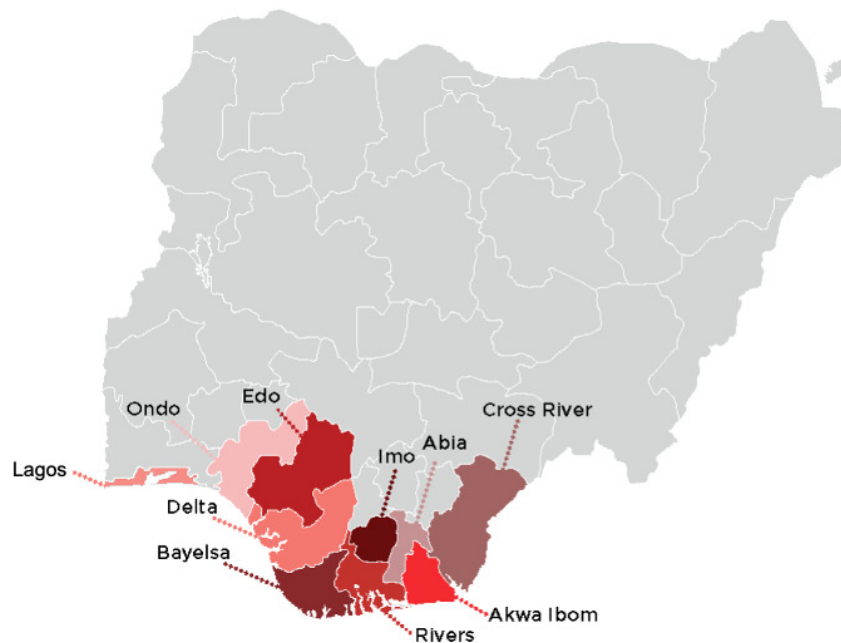 Edo
Ondo
Cross River
Abia
Imo
Lagos
Delta
Bayelsa
Akwa Ibom
Rivers